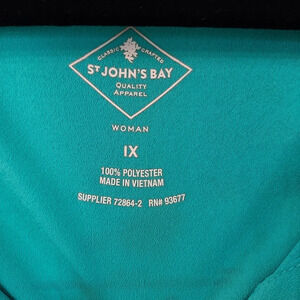 CLASSIC CRAFTED
ST JOHN'S BAY
QUALITY
APPAREL
WOMAN
1X
100% POLYESTER
MADE IN VIETNAM
SUPPLIER 72864-2 RN# 93677